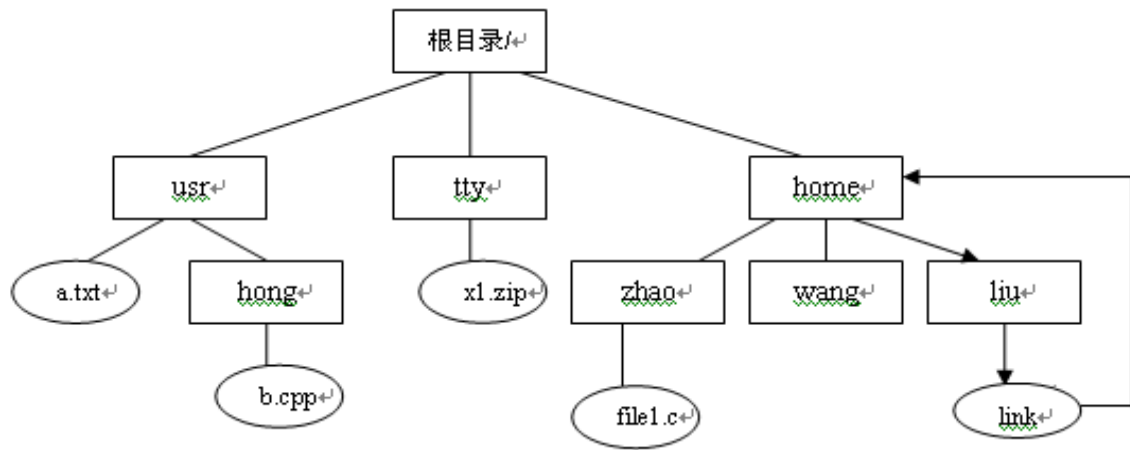 根目录/↵
usr↵
tty↵
home↵
a.txt↵
hong↵
x1.zip↵
zhao↵
wang↵
liu↵
b.cpp↵
file1.c↵
link↵